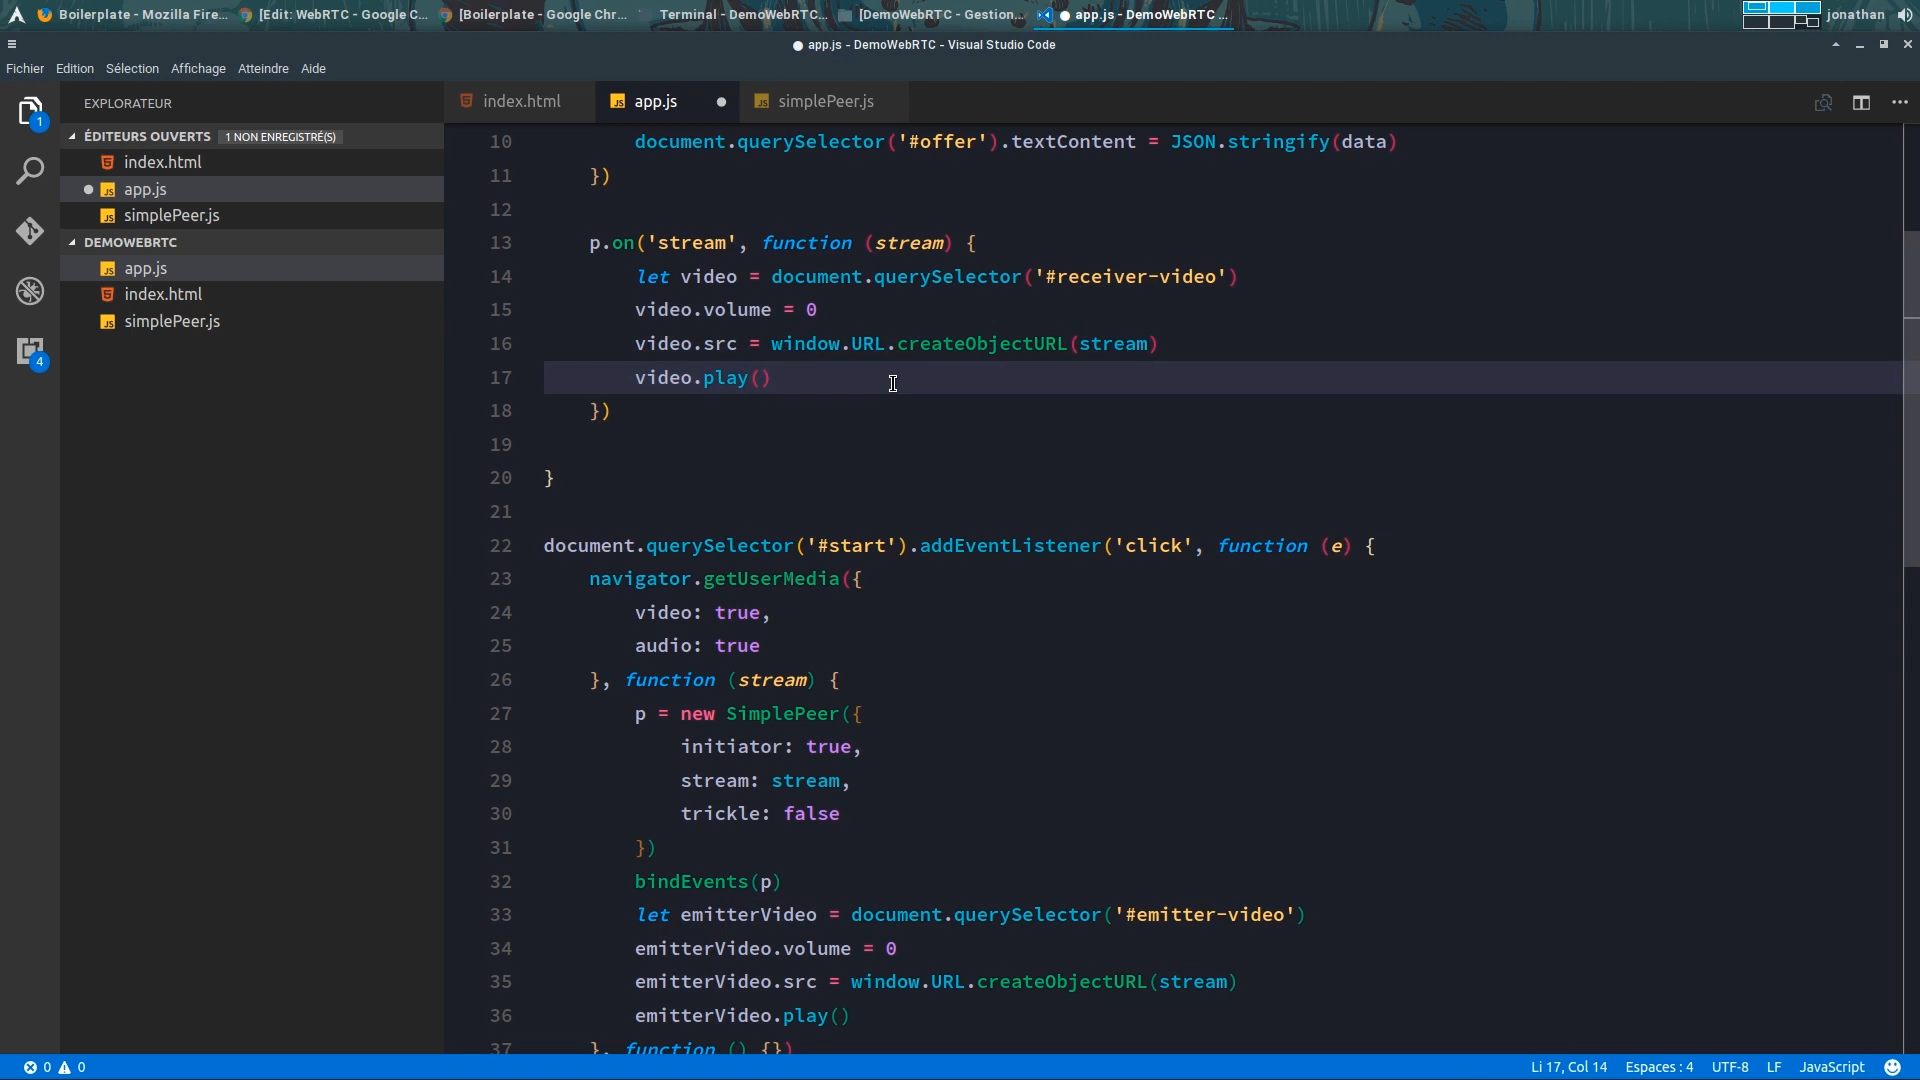 Boilerplate - Mozilla Fire...
[Edit: WebRTC - Google C...
[Boilerplate - Google Chr...
Terminal - DemoWebRTC...
[DemoWebRTC - Gestion...
● app.js - DemoWebRTC ...
jonathan
● app.js - DemoWebRTC - Visual Studio Code
Fichier Edition Sélection Affichage Atteindre Aide
1
4
EXPLORATEUR
ÉDITEURS OUVERTS 1 NON ENREGISTRÉ(S)
index.html
app.js
simplePeer.js
DEMOWEBRTC
app.js
index.html
simplePeer.js
index.html
app.js
simplePeer.js
10 document.querySelector('#offer').textContent = JSON.stringify(data)
11 })
12
13 p.on('stream', function (stream) {
14 let video = document.querySelector('#receiver-video')
15 video.volume = 0
16 video.src = window.URL.createObjectURL(stream)
17 video.play()
18 })
19
20 }
21
22 document.querySelector('#start').addEventListener('click', function (e) {
23 navigator.getUserMedia({
24 video: true,
25 audio: true
26 }, function (stream) {
27 p = new SimplePeer({
28 initiator: true,
29 stream: stream,
30 trickle: false
31 })
32 bindEvents(p)
33 let emitterVideo = document.querySelector('#emitter-video')
34 emitterVideo.volume = 0
35 emitterVideo.src = window.URL.createObjectURL(stream)
36 emitterVideo.play()
37 }, function () {})
0 0
Li 17, Col 14 Espaces : 4 UTF-8 LF JavaScript